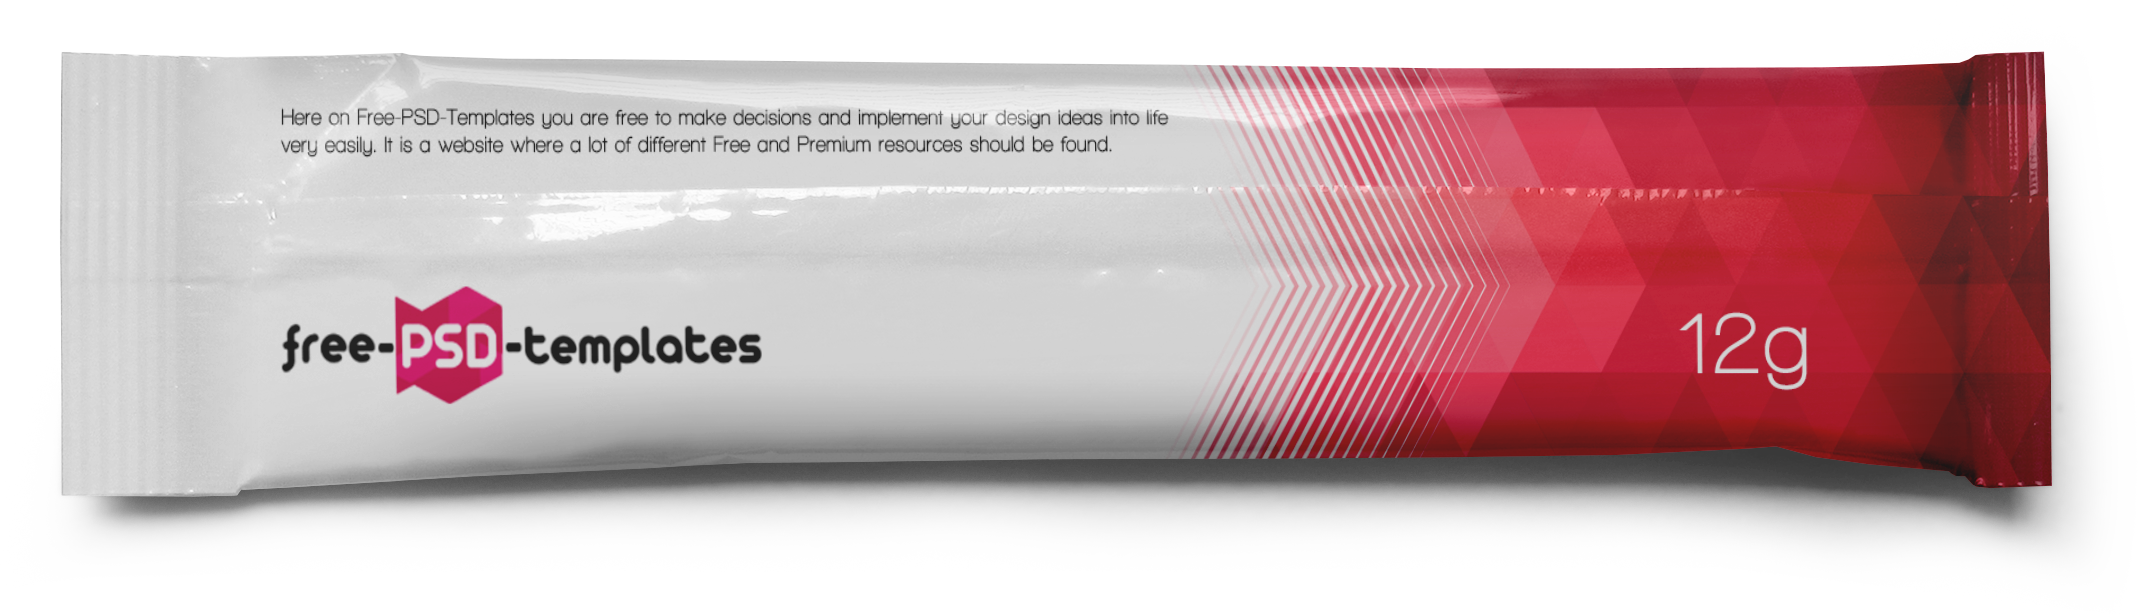 Here on Free-PSD-Templates you are free to make decisions and implement your design ideas into life
very easily. It is a website where a lot of different Free and Premium resources should be found.
free-PSD-templates
12g